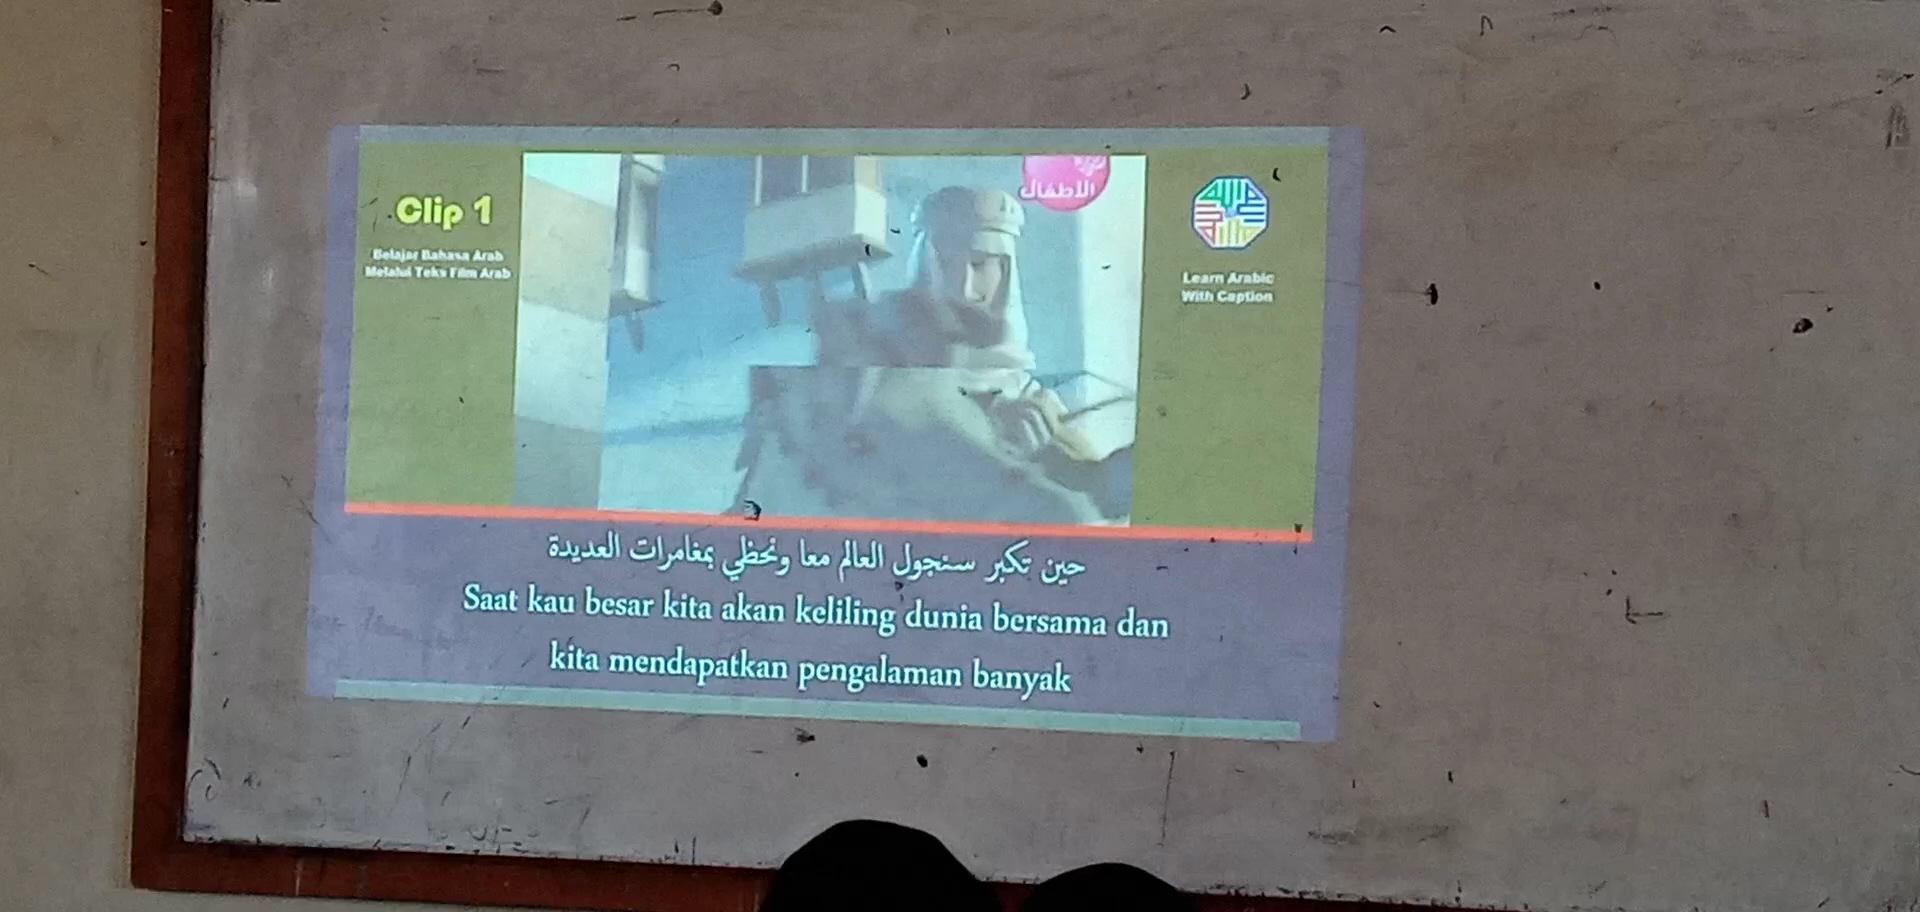 Clip 1
Belajar Bahasa Arab
Melalui Teks Film Arab
الأطفال
Learn Arabic
With Caption
حين تكبر سنجول العالم معا ونحظي بمغامرات العديدة
Saat kau besar kita akan keliling dunia bersama dan
kita mendapatkan pengalaman banyak